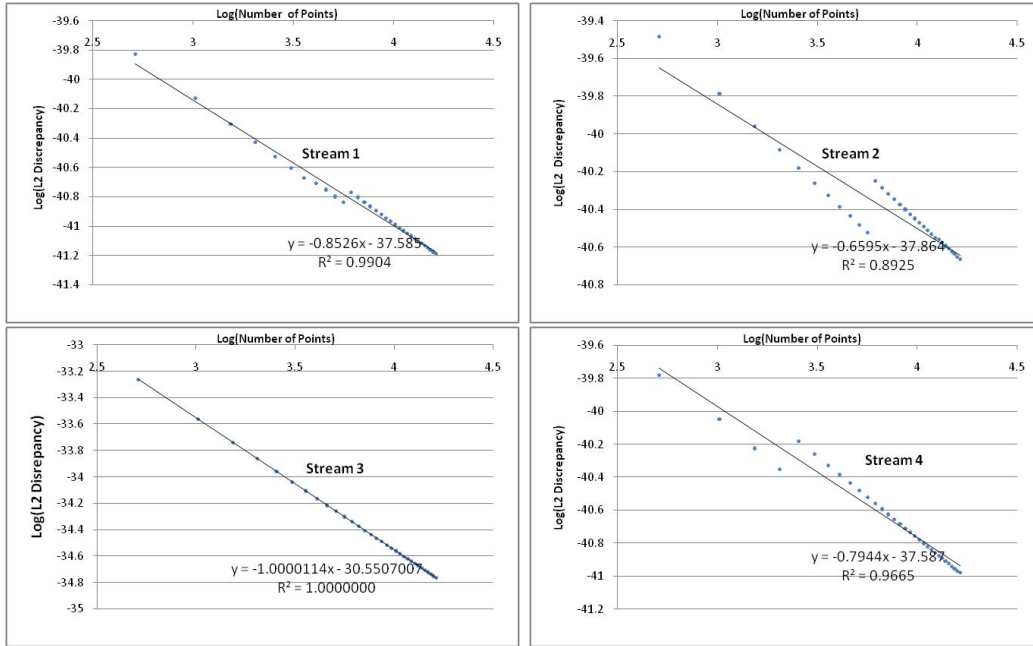 Log(Number of Points)
-39.6
2.5 3 3.5 4 4.5
-39.8
-40
-40.2
-40.4
-40.6
-40.8
-41
-41.2
-41.4
Log(L2 Discrepancy)
Stream 1
y = -0.8526x - 37.585
R² = 0.9904
Log(Number of Points)
-39.4
2.5 3 3.5 4 4.5
-39.6
-39.8
-40
-40.2
-40.4
-40.6
-40.8
Log(L2 Discrepancy)
Stream 2
y = -0.6595x - 37.864
R² = 0.8925
Log(Number of Points)
-33
2.5 3 3.5 4 4.5
-33.2
-33.4
-33.6
-33.8
-34
-34.2
-34.4
-34.6
-34.8
-35
Log(L2 Disrepancy)
Stream 3
y = -1.0000114x - 30.5507007
R² = 1.0000000
Log(Number of Points)
-39.6
2.5 3 3.5 4 4.5
-39.8
-40
-40.2
-40.4
-40.6
-40.8
-41
-41.2
Log(L2 Discrepancy)
Stream 4
y = -0.7944x - 37.587
R² = 0.9665